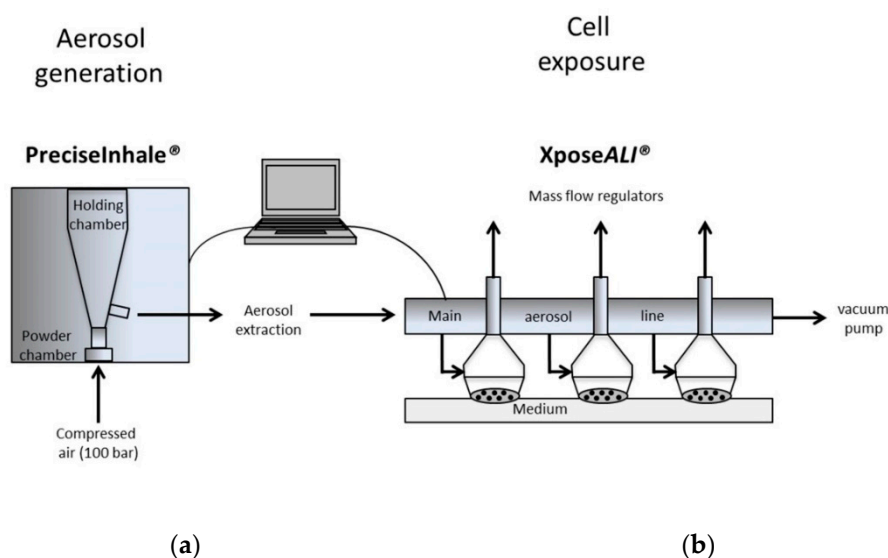 Aerosol
generation
Cell
exposure
PreciseInhale®
XposeALI®
Holding
chamber
Mass flow regulators
Powder
chamber
Aerosol
extraction
Main aerosol line
vacuum
pump
Medium
Compressed
air (100 bar)
(a)
(b)